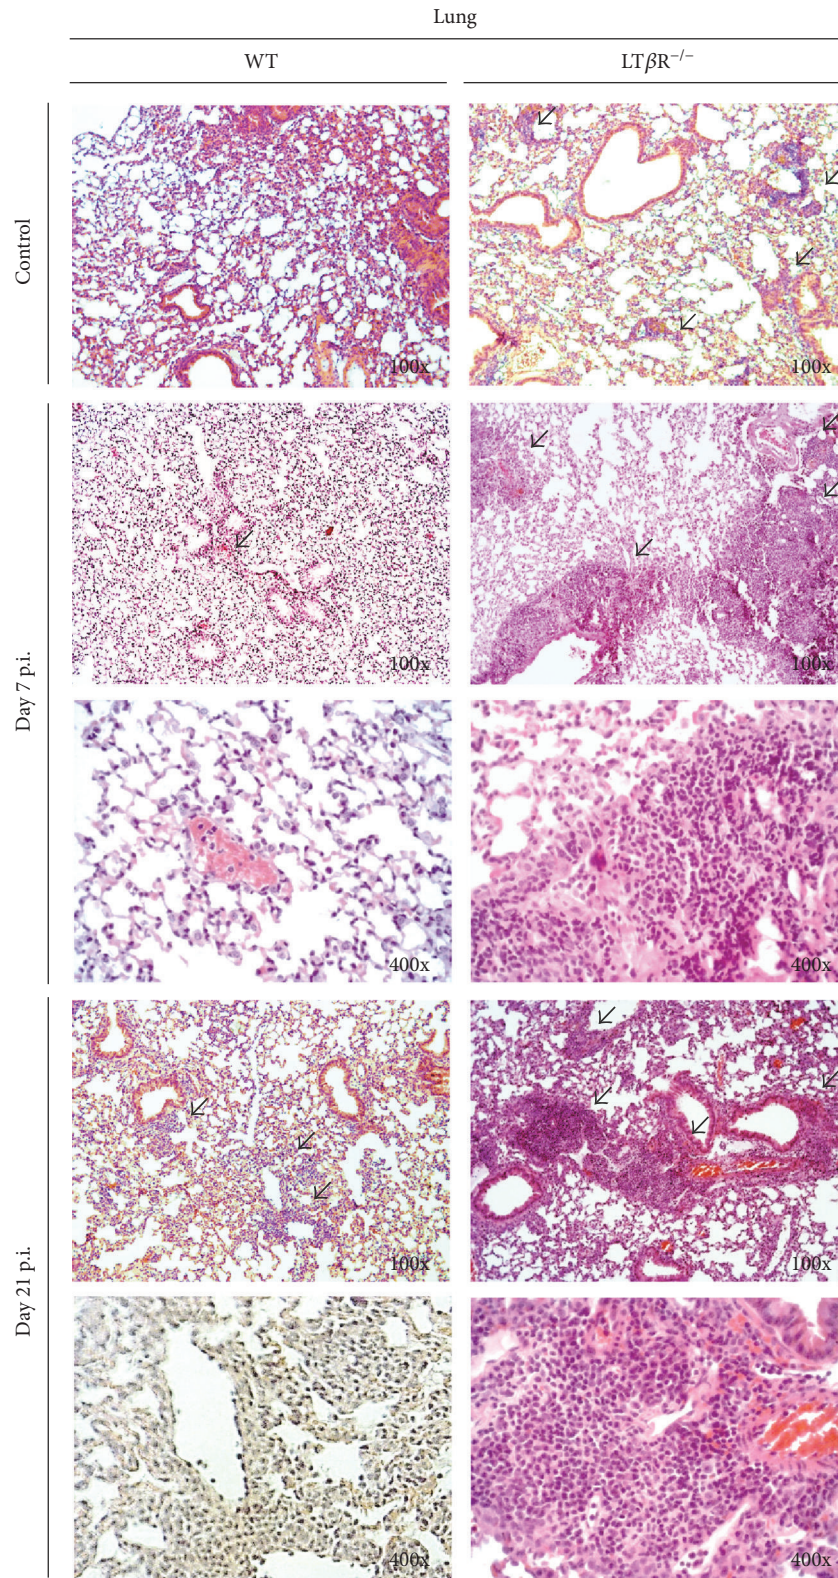 Lung
WT
LTβR−/−
Control
100x
100x
Day 7 p.i.
100x
100x
400x
400x
Day 21 p.i.
100x
100x
400x
400x